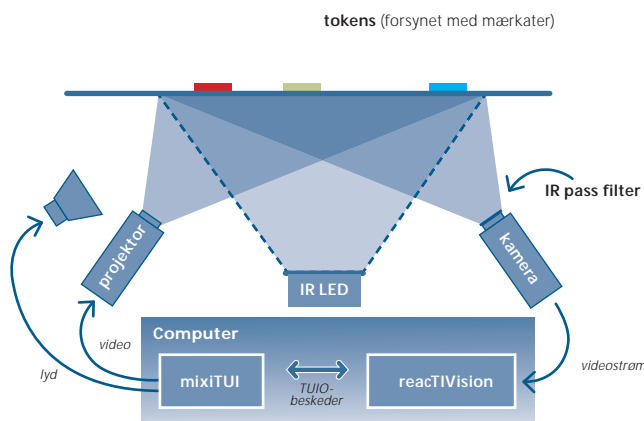 tokens (forsynet med mærkater)
IR pass filter
projektor
kamera
IR LED
Computer
video
mixiTUI
reacTIVision
TUIO-
beskeder
lyd
videostrøm